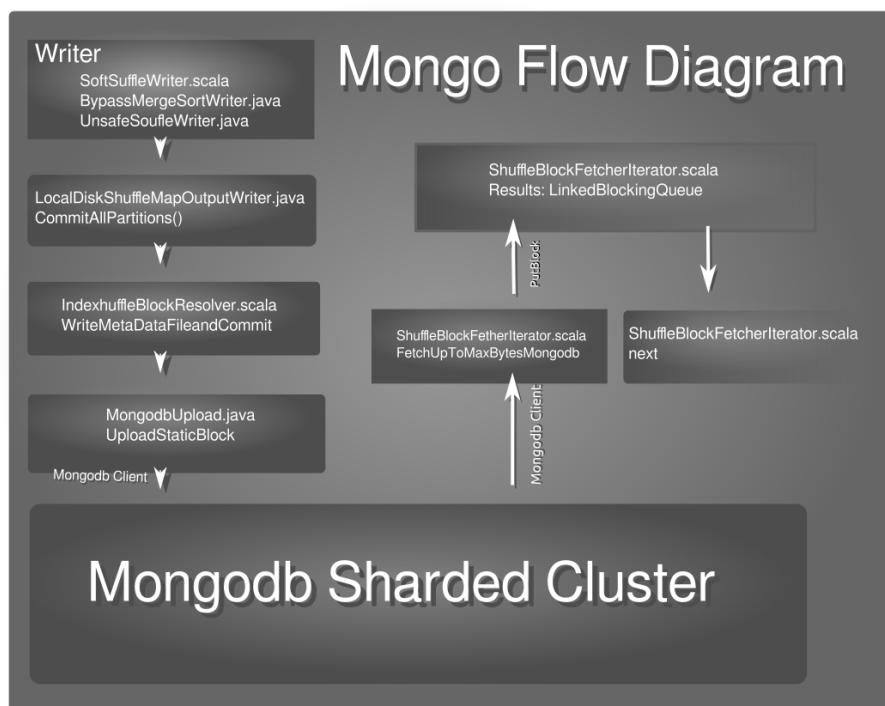 Mongo Flow Diagram
Writer
SoftSuffleWriter.scala
BypassMergeSortWriter.java
UnsafeSoufleWriter.java
LocalDiskShuffleMapOutputWriter.java
CommitAllPartitions()
IndexhuffleBlockResolver.scala
WriteMetaDataFileandCommit
MongodbUpload.java
UploadStaticBlock
Mongodb Client
ShuffleBlockFetcherIterator.scala
Results: LinkedBlockingQueue
PutBlock
ShuffleBlockFetherIterator.scala
FetchUpToMaxBytesMongodb
ShuffleBlockFetcherIterator.scala
next
Mongodb Client
Mongodb Sharded Cluster